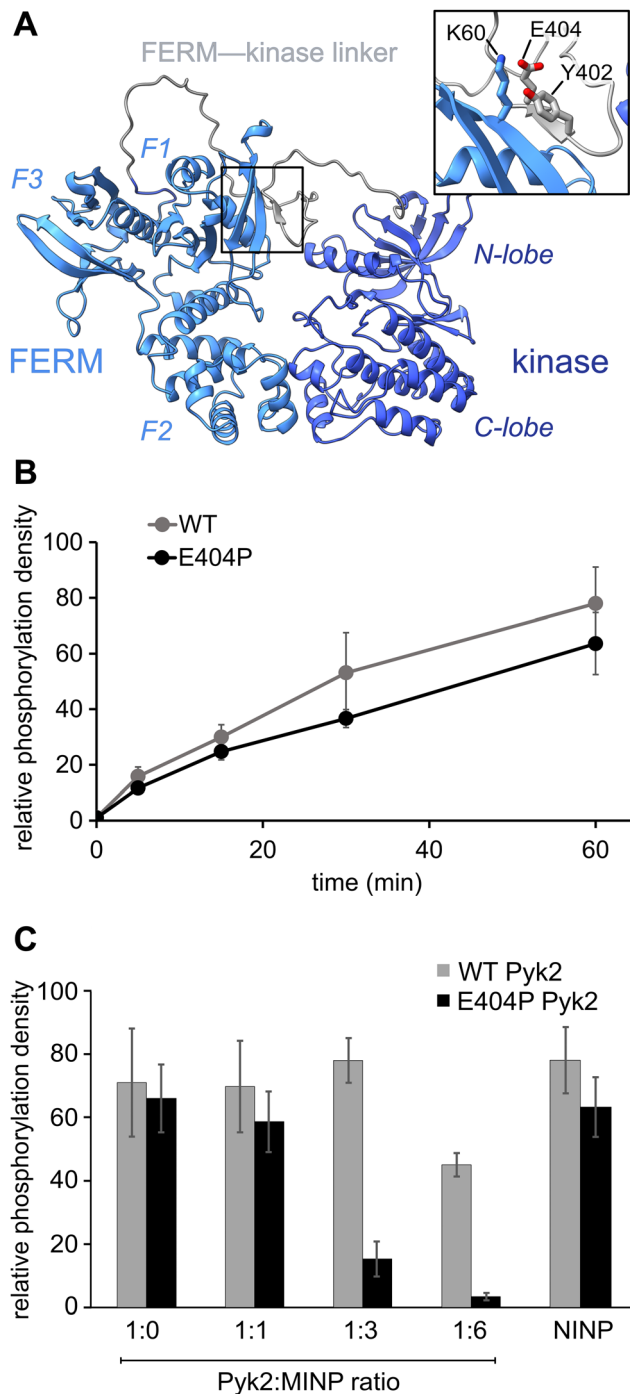 A
FERM—kinase linker
K60
E404
Y402
F1
F3
N-lobe
FERM
kinase
F2
C-lobe
B
WT
E404P
relative phosphorylation density
100
80
60
40
20
0
0 20 40 60
time (min)
C
WT Pyk2
E404P Pyk2
relative phosphorylation density
100
80
60
40
20
0
1:0 1:1 1:3 1:6 NINP
Pyk2:MINP ratio